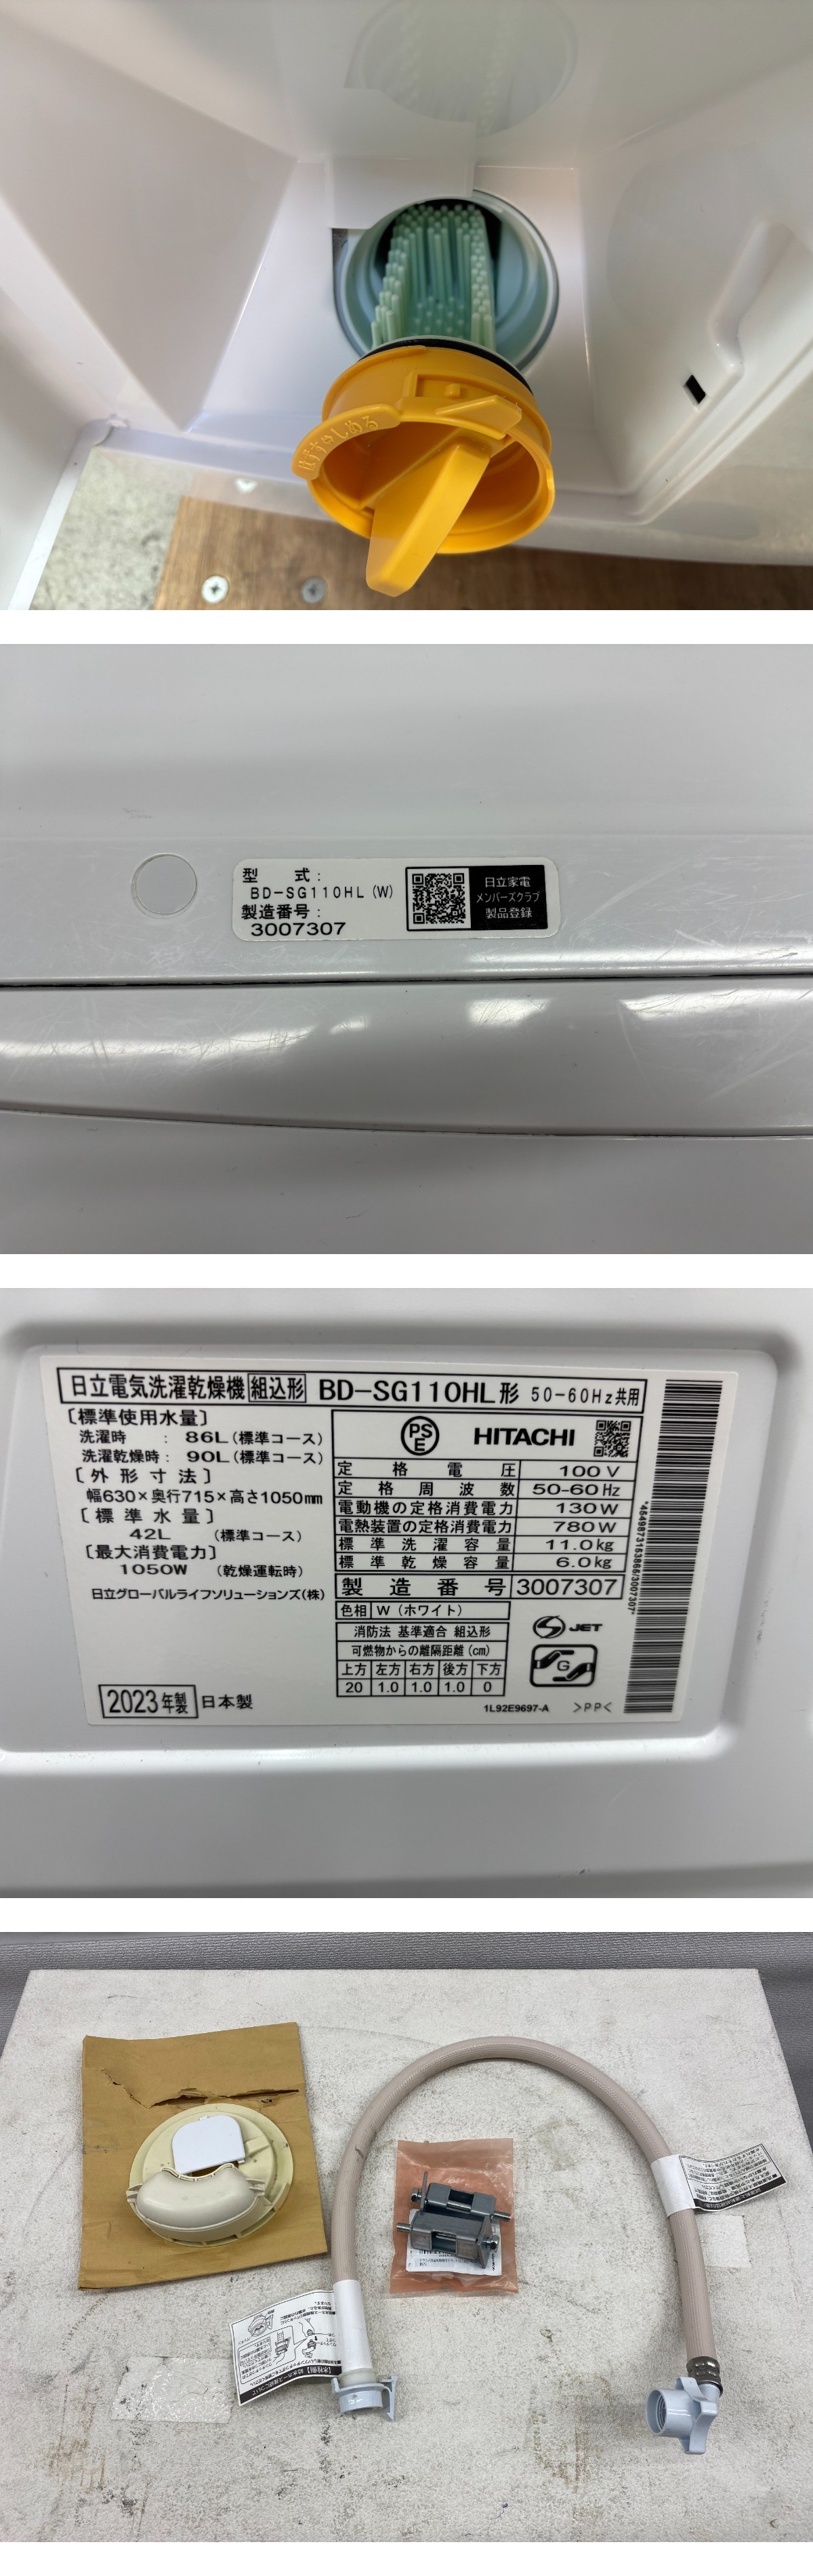 しめる
型 式:
BD-SG110HL(W)
製造番号:
3007307
日立家電
メンバーズクラブ
製品登録
日立電気洗濯乾燥機 組込形 BD-SG110HL形 50-60Hz共用
〔標準使用水量〕
洗濯時 : 86L(標準コース)
洗濯乾燥時: 90L(標準コース)
〔外形寸法〕
幅630×奥行715×高さ1050mm
〔標準水量〕
42L (標準コース)
〔最大消費電力〕
1050W (乾燥運転時)
日立グローバルライフソリューションズ(株)
2023年製 日本製
PSE HITACHI
定格電圧 100V
定格周波数 50-60Hz
電動機の定格消費電力 130W
電熱装置の定格消費電力 780W
標準洗濯容量 11.0kg
標準乾燥容量 6.0kg
製造番号 3007307
色相 W(ホワイト)
消防法 基準適合 組込形
可燃物からの離隔距離(cm)
上方 左方 右方 後方 下方
20 1.0 1.0 1.0 0
JET
G
1L92E9697-A >PP<